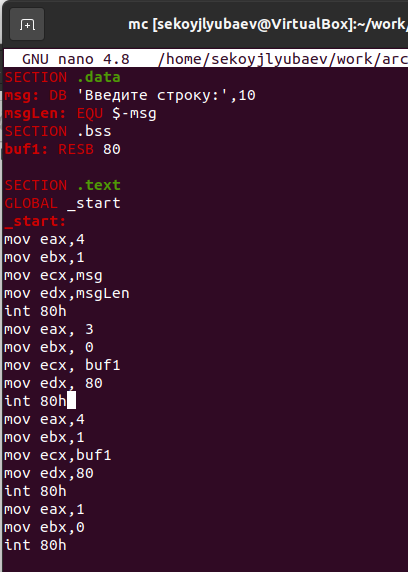 mc [sekoyjlyubaev@VirtualBox]:~/work/
GNU nano 4.8 /home/sekoyjlyubaev/work/arc
SECTION .data
msg: DB 'Введите строку:',10
msgLen: EQU $-msg
SECTION .bss
buf1: RESB 80
SECTION .text
GLOBAL _start
_start:
mov eax,4
mov ebx,1
mov ecx,msg
mov edx,msgLen
int 80h
mov eax, 3
mov ebx, 0
mov ecx, buf1
mov edx, 80
int 80h
mov eax,4
mov ebx,1
mov ecx,buf1
mov edx,80
int 80h
mov eax,1
mov ebx,0
int 80h